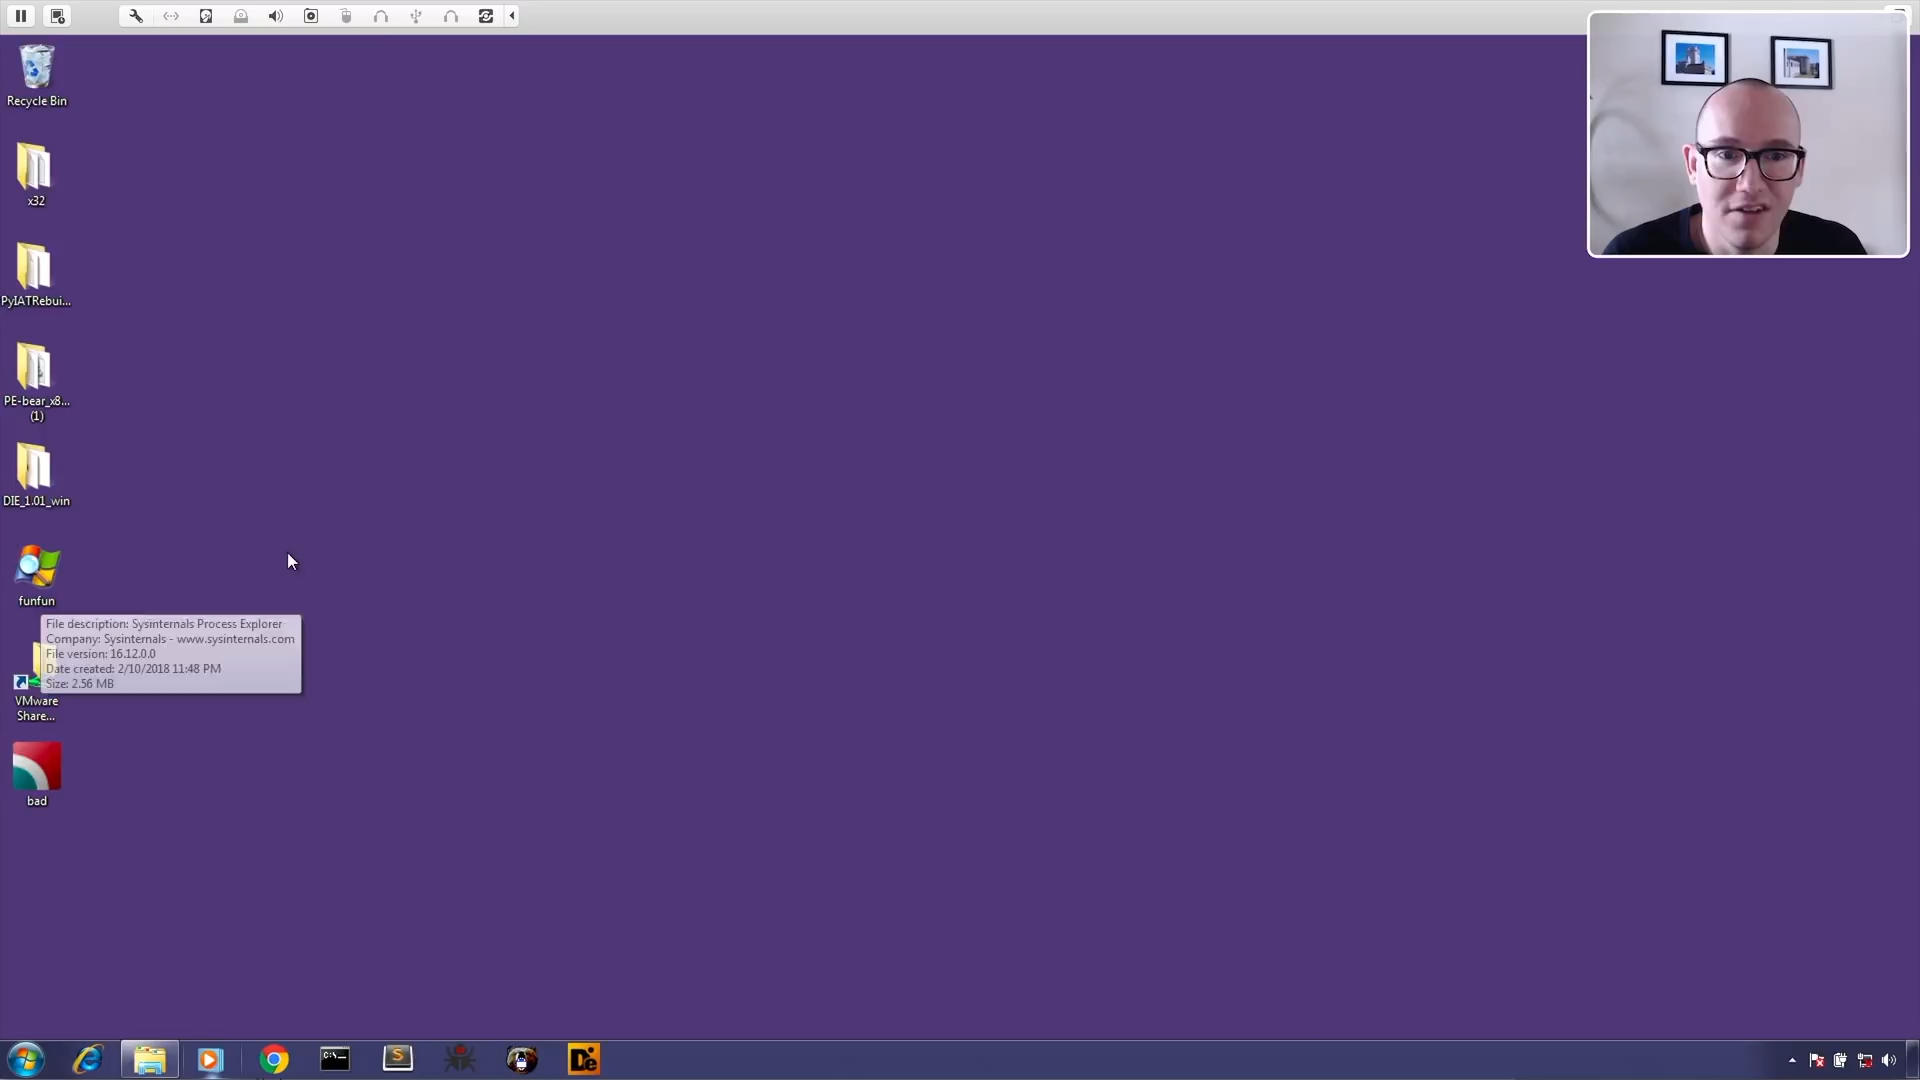 Recycle Bin
x32
PyIATRebui...
PE-bear_x8...
(1)
DIE_1.01_win
funfun
File description: Sysinternals Process Explorer
Company: Sysinternals - www.sysinternals.com
File version: 16.12.0.0
Date created: 2/10/2018 11:48 PM
Size: 2.56 MB
VMware
Share...
bad
C:\_
S
De